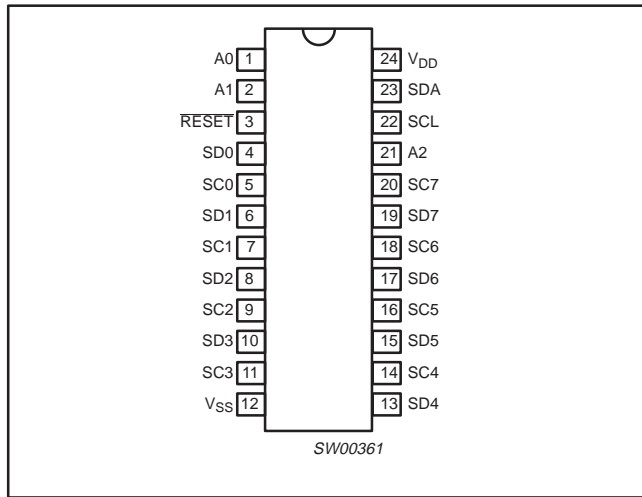 A0 1 24 VDD
A1 2 23 SDA
RESET 3 22 SCL
SD0 4 21 A2
SC0 5 20 SC7
SD1 6 19 SD7
SC1 7 18 SC6
SD2 8 17 SD6
SC2 9 16 SC5
SD3 10 15 SD5
SC3 11 14 SC4
VSS 12 13 SD4
SW00361